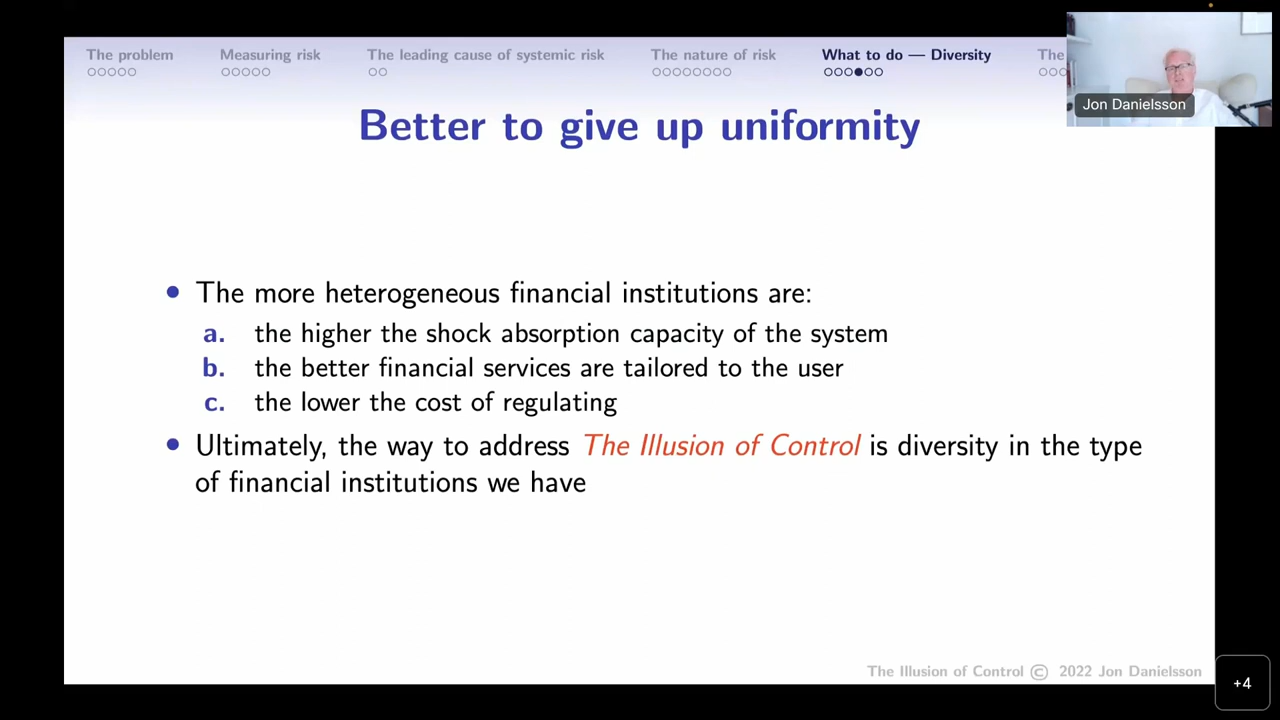 The problem
Measuring risk
The leading cause of systemic risk
The nature of risk
What to do — Diversity
The
Jon Danielsson
Better to give up uniformity
• The more heterogeneous financial institutions are:
a. the higher the shock absorption capacity of the system
b. the better financial services are tailored to the user
c. the lower the cost of regulating
• Ultimately, the way to address The Illusion of Control is diversity in the type
of financial institutions we have
The Illusion of Control © 2022 Jon Danielsson
+4